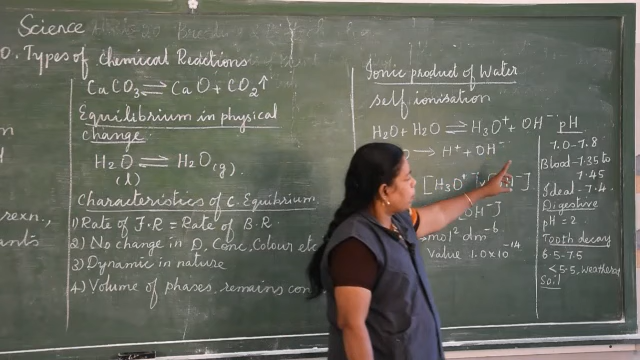 Science
0. Types of Chemical Reactions
CaCO₃ ⇌ CaO + CO₂↑
Equilibrium in physical
change
H₂O ⇌ H₂O(g).
(l)
Characteristics of C. Equilibrium
1) Rate of F.R = Rate of B.R.
2) No change in D, Conc, Colour etc
3) Dynamic in nature
4) Volume of phases, remains con
rexn.
ants
Ionic product of Water
self ionisation
H₂O + H₂O ⇌ H₃O⁺ + OH⁻
→ H⁺ + OH⁻
[H₃O⁺
OH⁻]
mol² dm⁻⁶
Value 1.0x10⁻¹⁴
pH
7.0-7.8
Blood-7.35 to
7.45
Ideal-7.4
Digestive
pH = 2
Tooth decay
6.5-7.5
<5.5,
Soil